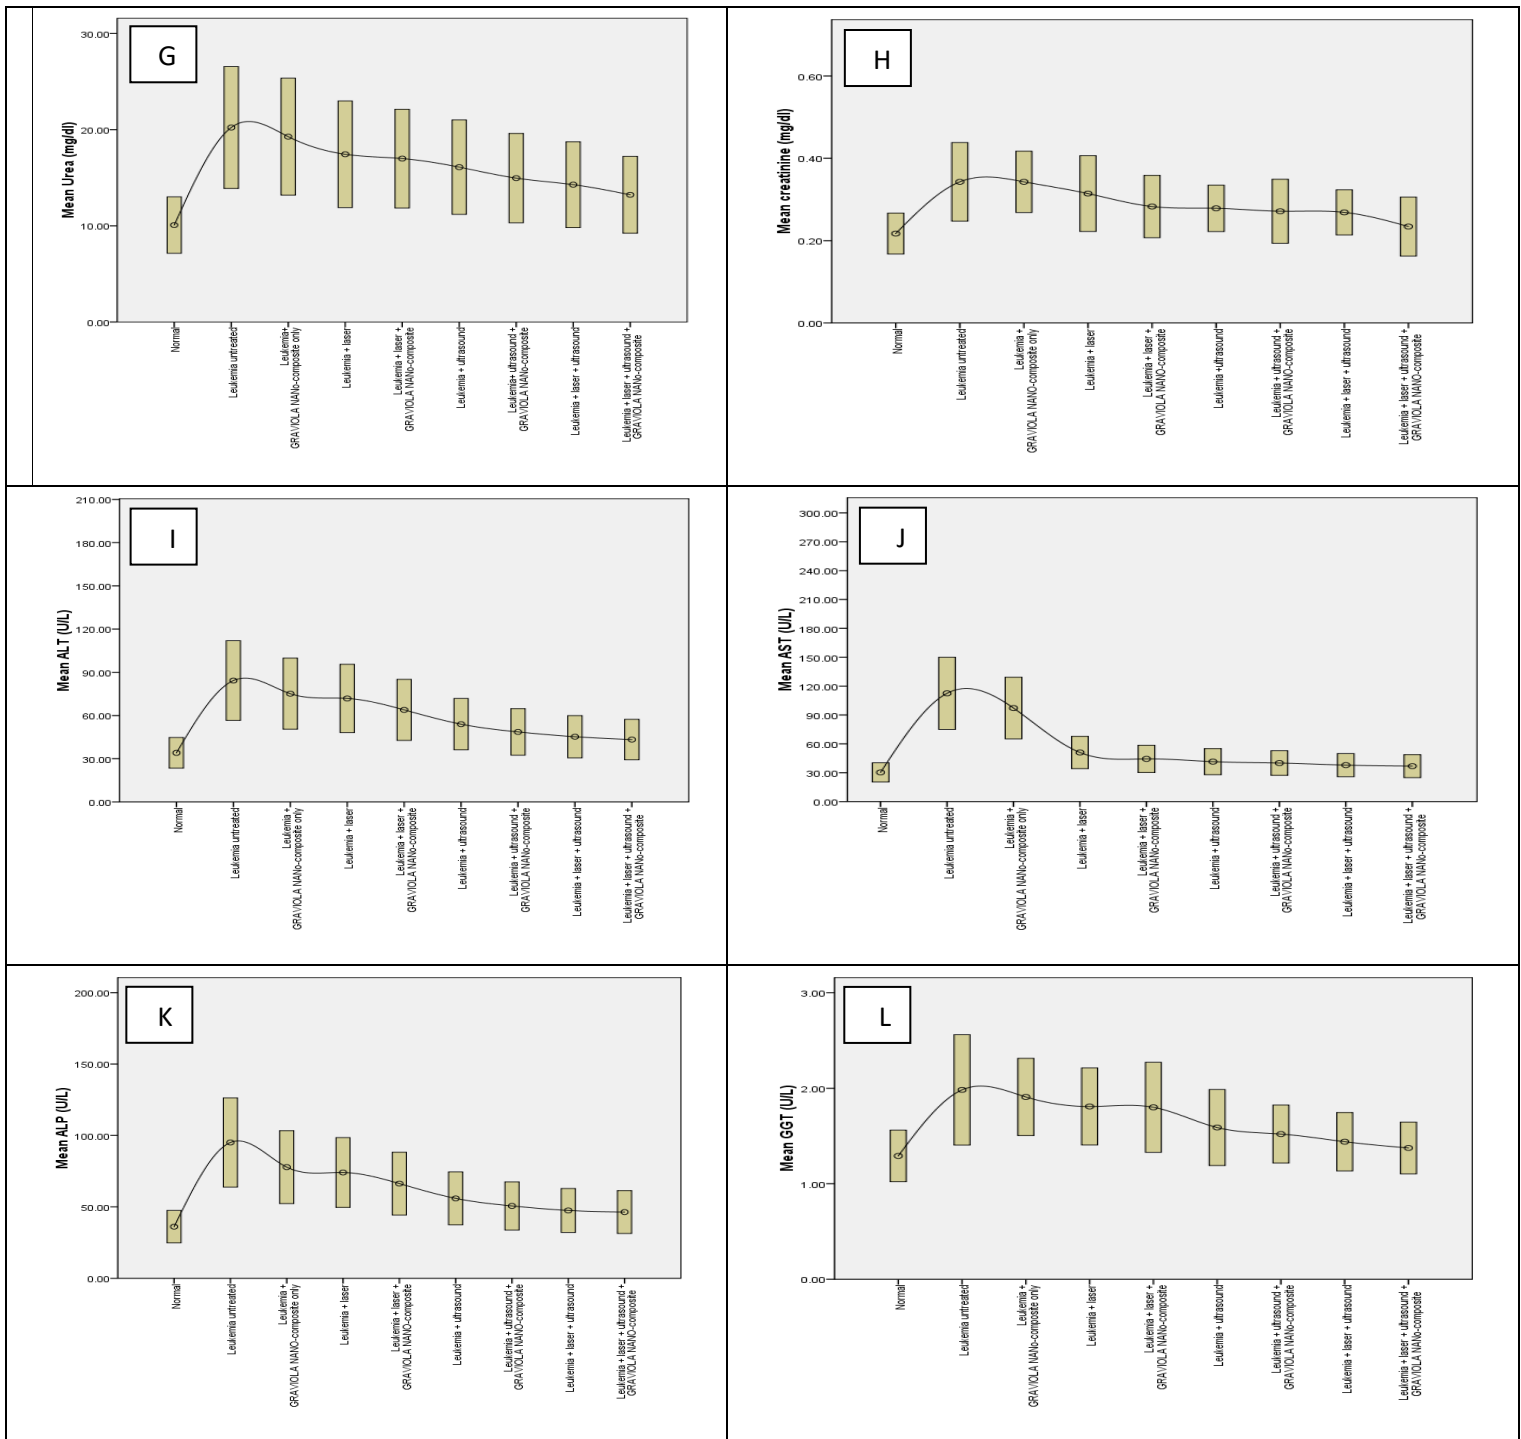 G
30.00
20.00
10.00
0.00
Mean Urea (mg/dl)
Normal
Leukemia untreated
Leukemia+
GRAVIOLA NANo-composite only
Leukemia + laser
Leukemia + laser +
GRAVIOLA NANo-composite
Leukemia + ultrasound
Leukemia+ ultrasound +
GRAVIOLA NANo-composite
Leukemia + laser + ultrasound
Leukemia + laser + ultrasound +
GRAVIOLA NANo-composite
H
0.60
0.40
0.20
0.00
Mean creatinine (mg/dl)
Normal
Leukemia untreated
Leukemia +
GRAVIOLA NANO-composite only
Leukemia + laser
Leukemia + laser +
GRAVIOLA NANO-composite
Leukemia +ultrasound
Leukemia + ultrasound +
GRAVIOLA NANO-composite
Leukemia + laser + ultrasound
Leukemia + laser + ultrasound +
GRAVIOLA NANO-composite
I
210.00
180.00
150.00
120.00
90.00
60.00
30.00
0.00
Mean ALT (U/L)
Normal
Leukemia untreated
Leukemia +
GRAVIOLA NANo-composite only
Leukemia + laser
Leukemia + laser +
GRAVIOLA NANo-composite
Leukemia + ultrasound
Leukemia + ultrasound +
GRAVIOLA NANo-composite
Leukemia + laser + ultrasound
Leukemia + laser + ultrasound +
GRAVIOLA NANo-composite
J
300.00
270.00
240.00
210.00
180.00
150.00
120.00
90.00
60.00
30.00
0.00
Mean AST (U/L)
Normal
Leukemia untreated
Leukemia +
GRAVIOLA NANo-composite only
Leukemia + laser
Leukemia + laser +
GRAVIOLA NANo-composite
Leukemia + ultrasound
Leukemia + ultrasound +
GRAVIOLA NANo-composite
Leukemia + laser + ultrasound
Leukemia + laser + ultrasound +
GRAVIOLA NANo-composite
K
200.00
150.00
100.00
50.00
0.00
Mean ALP (U/L)
Normal
Leukemia untreated
Leukemia +
GRAVIOLA NANO-composite only
Leukemia + laser
Leukemia + laser +
GRAVIOLA NANO-composite
Leukemia + ultrasound
Leukemia + ultrasound +
GRAVIOLA NANO-composite
Leukemia + laser + ultrasound
Leukemia + laser + ultrasound +
GRAVIOLA NANO-composite
L
3.00
2.00
1.00
0.00
Mean GGT (U/L)
Normal
Leukemia untreated
Leukemia +
GRAVIOLA NANo-composite only
Leukemia + laser
Leukemia + laser +
GRAVIOLA NANo-composite
Leukemia + ultrasound
Leukemia + ultrasound +
GRAVIOLA NANo-composite
Leukemia + laser + ultrasound
Leukemia + laser + ultrasound +
GRAVIOLA NANo-composite